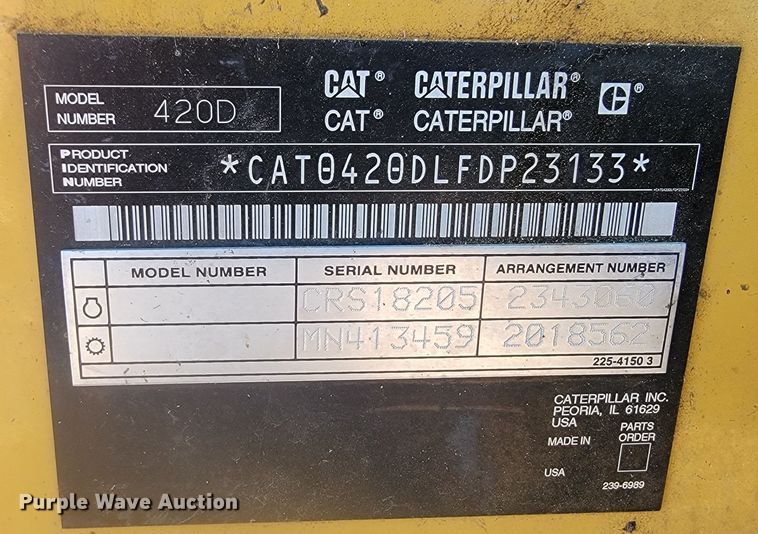 CAT® CATERPILLAR® C®
CAT® CATERPILLAR®
MODEL NUMBER 420D
PRODUCT IDENTIFICATION NUMBER *CAT0420DLFDP23133*
MODEL NUMBER SERIAL NUMBER ARRANGEMENT NUMBER
CRS18205 2343060
MN413459 2018562
225-4150 3
CATERPILLAR INC.
PEORIA, IL 61629
USA
MADE IN
USA
PARTS
ORDER
239-6989
Purple Wave Auction